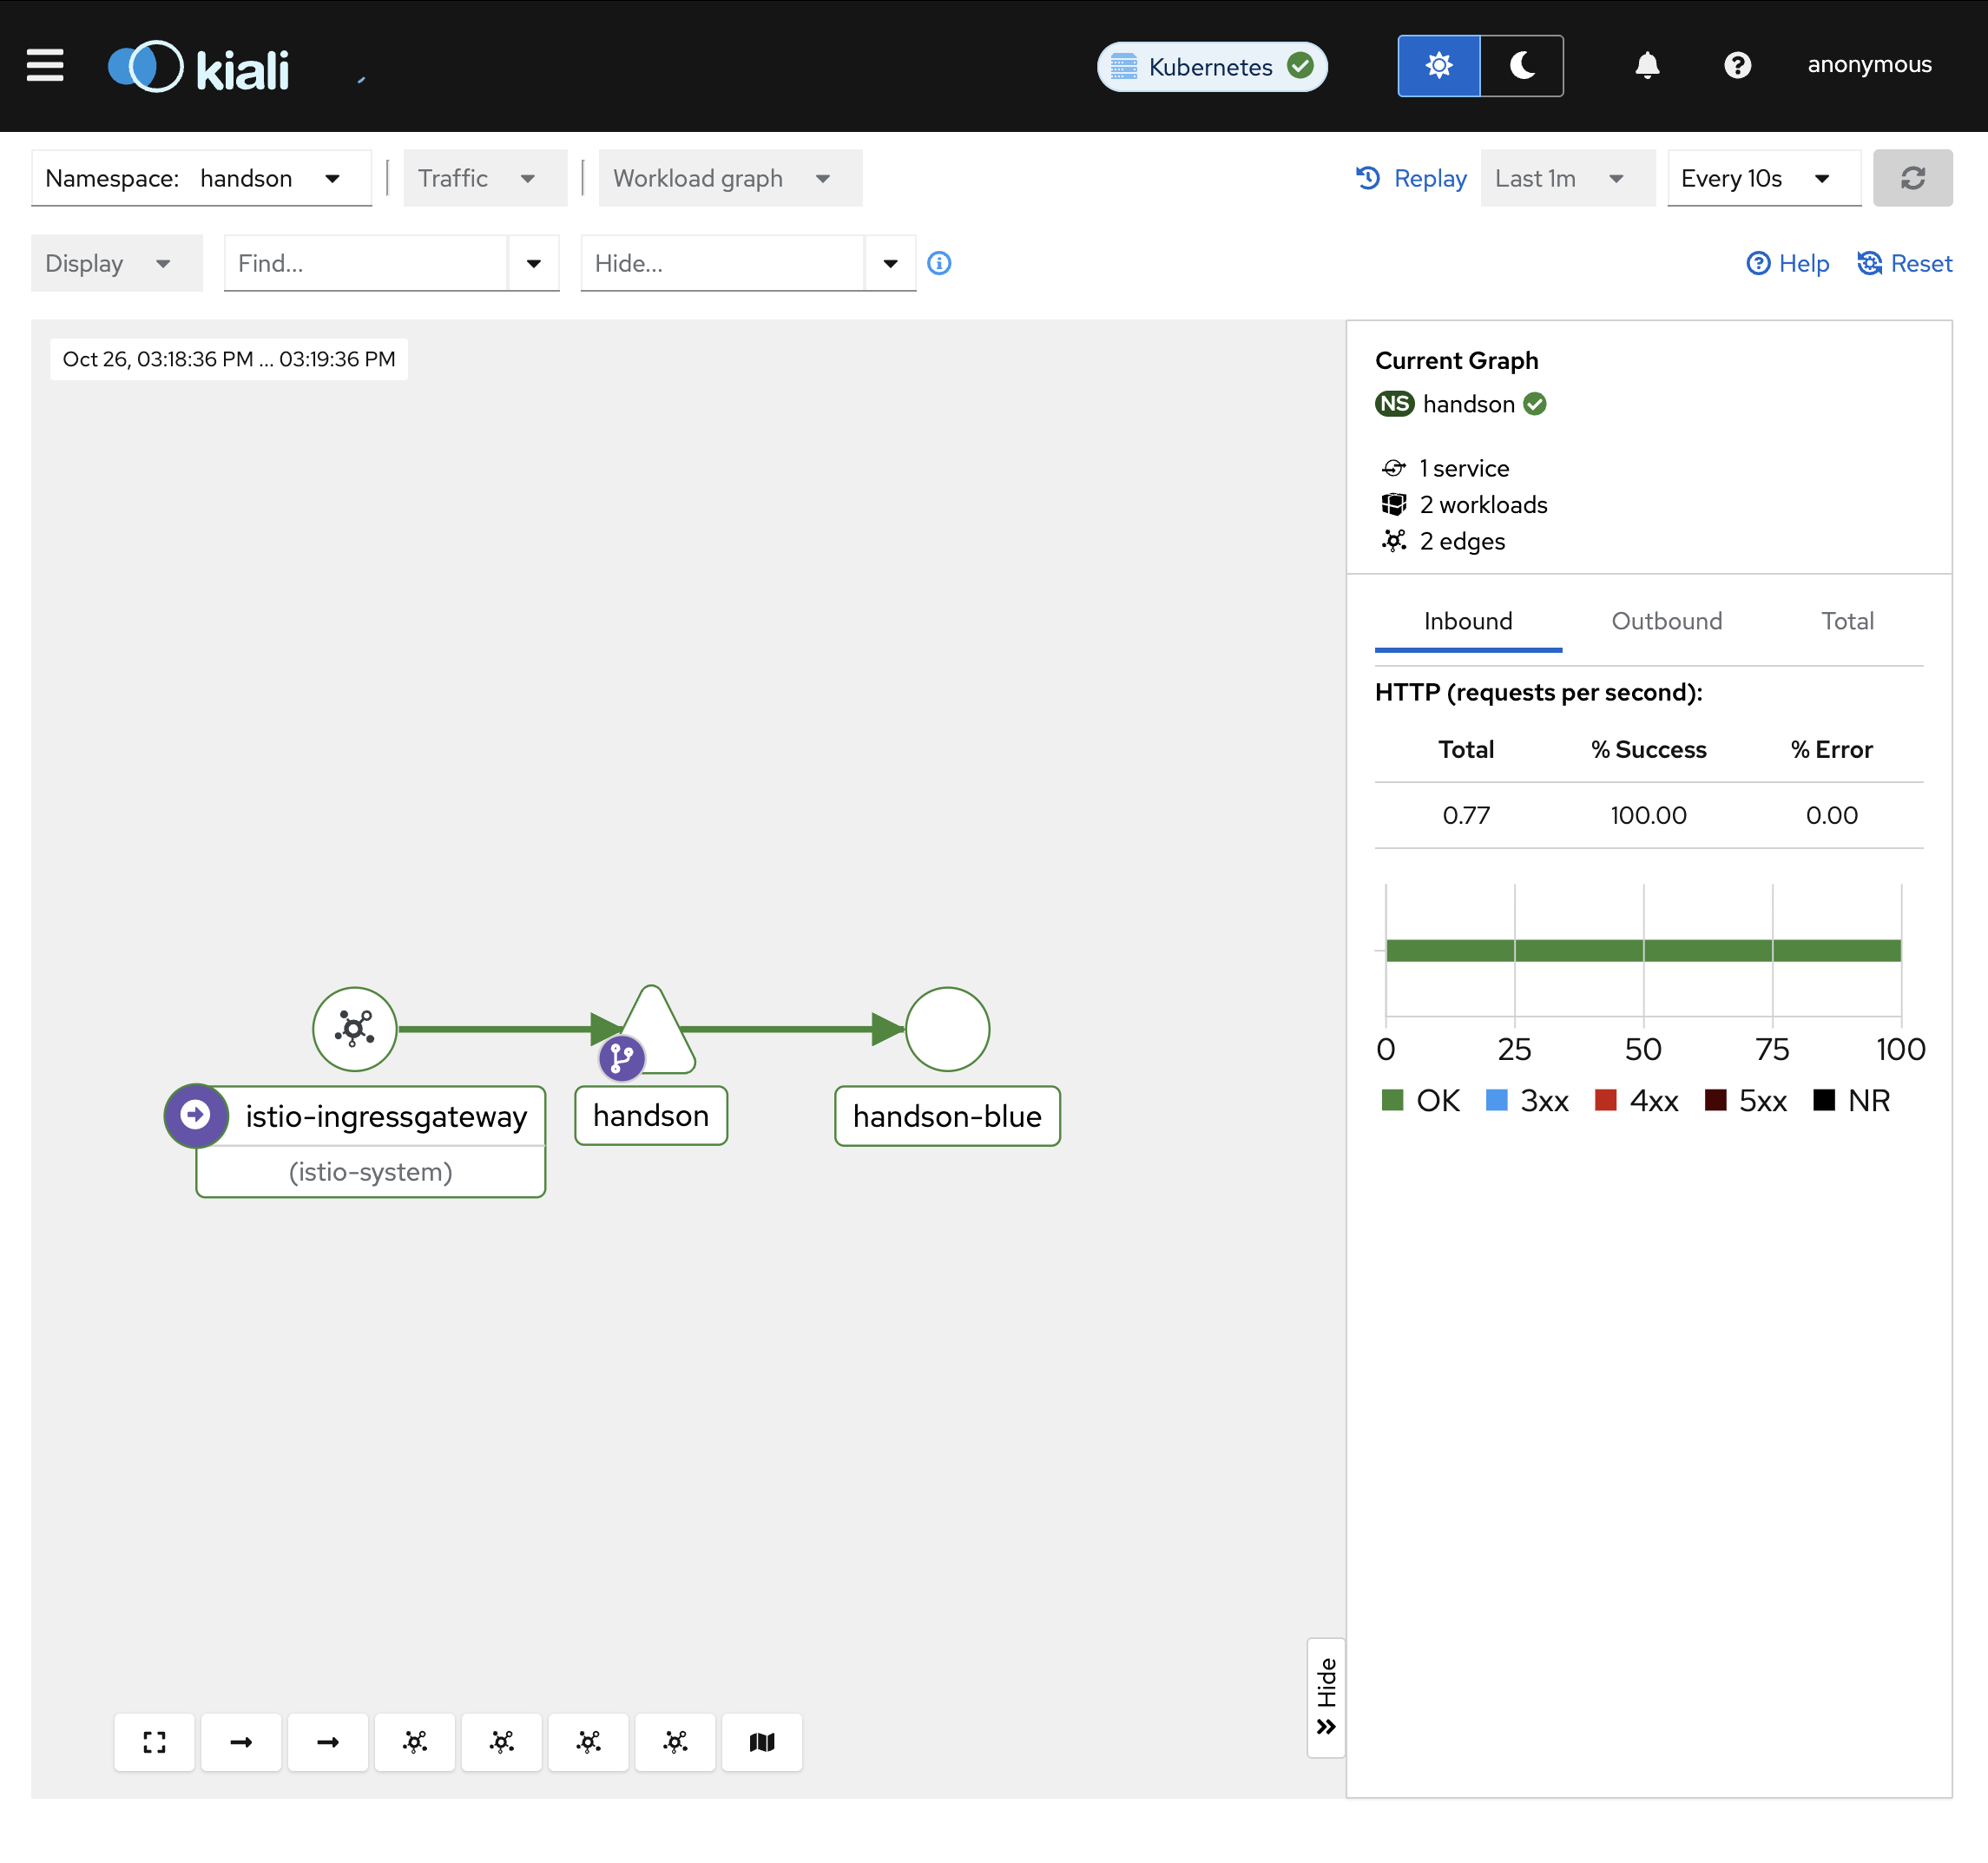 kiali
Kubernetes
anonymous
Namespace: handson
Traffic
Workload graph
Replay
Last 1m
Every 10s
Display
Find...
Hide...
Help
Reset
Oct 26, 03:18:36 PM ... 03:19:36 PM
Current Graph
NS handson
1 service
2 workloads
2 edges
Inbound Outbound Total
HTTP (requests per second):
Total % Success % Error
0.77 100.00 0.00
0 25 50 75 100
OK 3xx 4xx 5xx NR
istio-ingressgateway
(istio-system)
handson
handson-blue
Hide